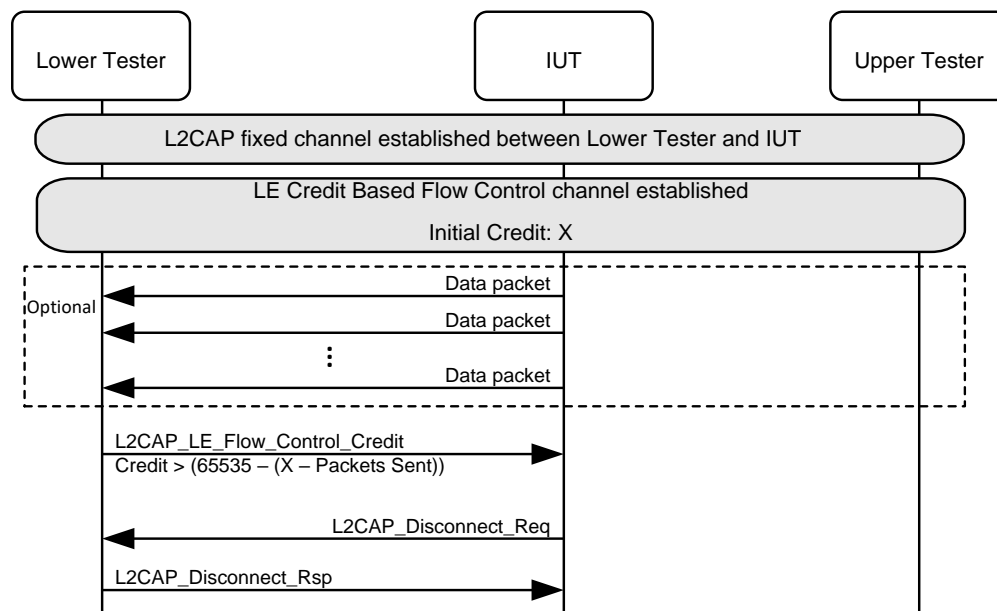 Lower Tester
IUT
Upper Tester
L2CAP fixed channel established between Lower Tester and IUT
LE Credit Based Flow Control channel established
Initial Credit: X
Optional
Data packet
Data packet
Data packet
L2CAP_LE_Flow_Control_Credit
Credit > (65535 – (X – Packets Sent))
L2CAP_Disconnect_Req
L2CAP_Disconnect_Rsp